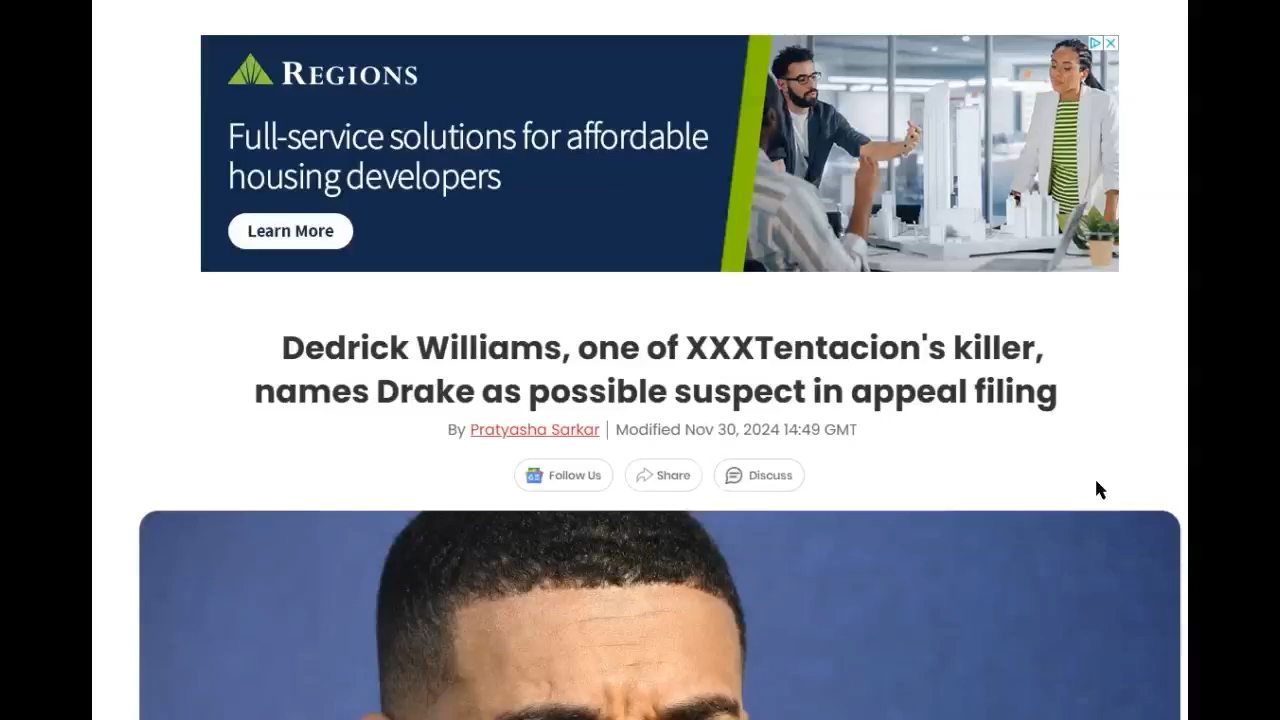 REGIONS
Full-service solutions for affordable
housing developers
Learn More
Dedrick Williams, one of XXXTentacion's killer,
names Drake as possible suspect in appeal filing
By Pratyasha Sarkar | Modified Nov 30, 2024 14:49 GMT
Follow Us Share Discuss